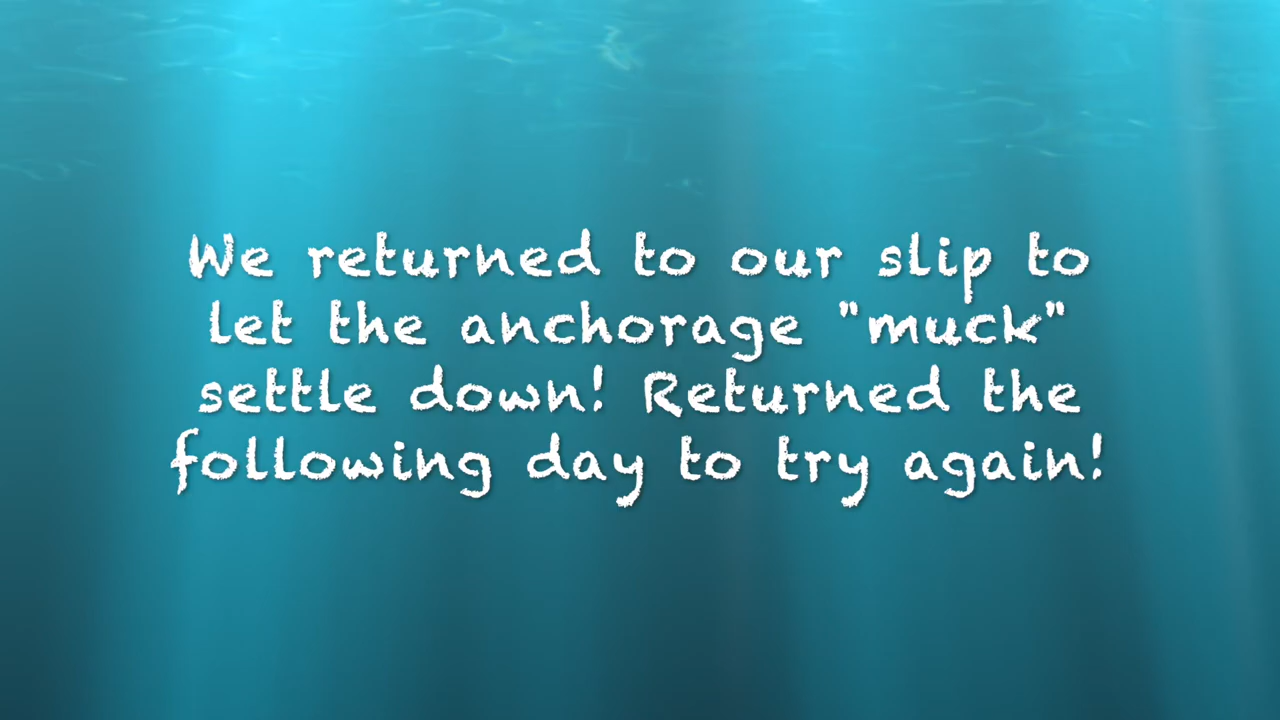 We returned to our slip to
let the anchorage "muck"
settle down! Returned the
following day to try again!